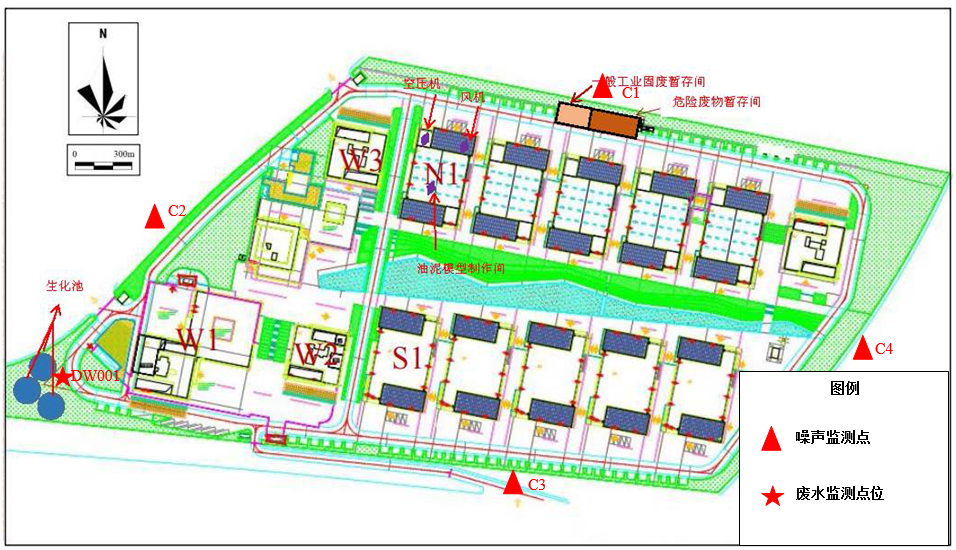 N
0 300m
空压机
风机
一般工业固废暂存间
C1
危险废物暂存间
W3
N1
C2
油泥模型制作间
生化池
W1
W2
S1
C4
DW001
C3
图例
噪声监测点
废水监测点位